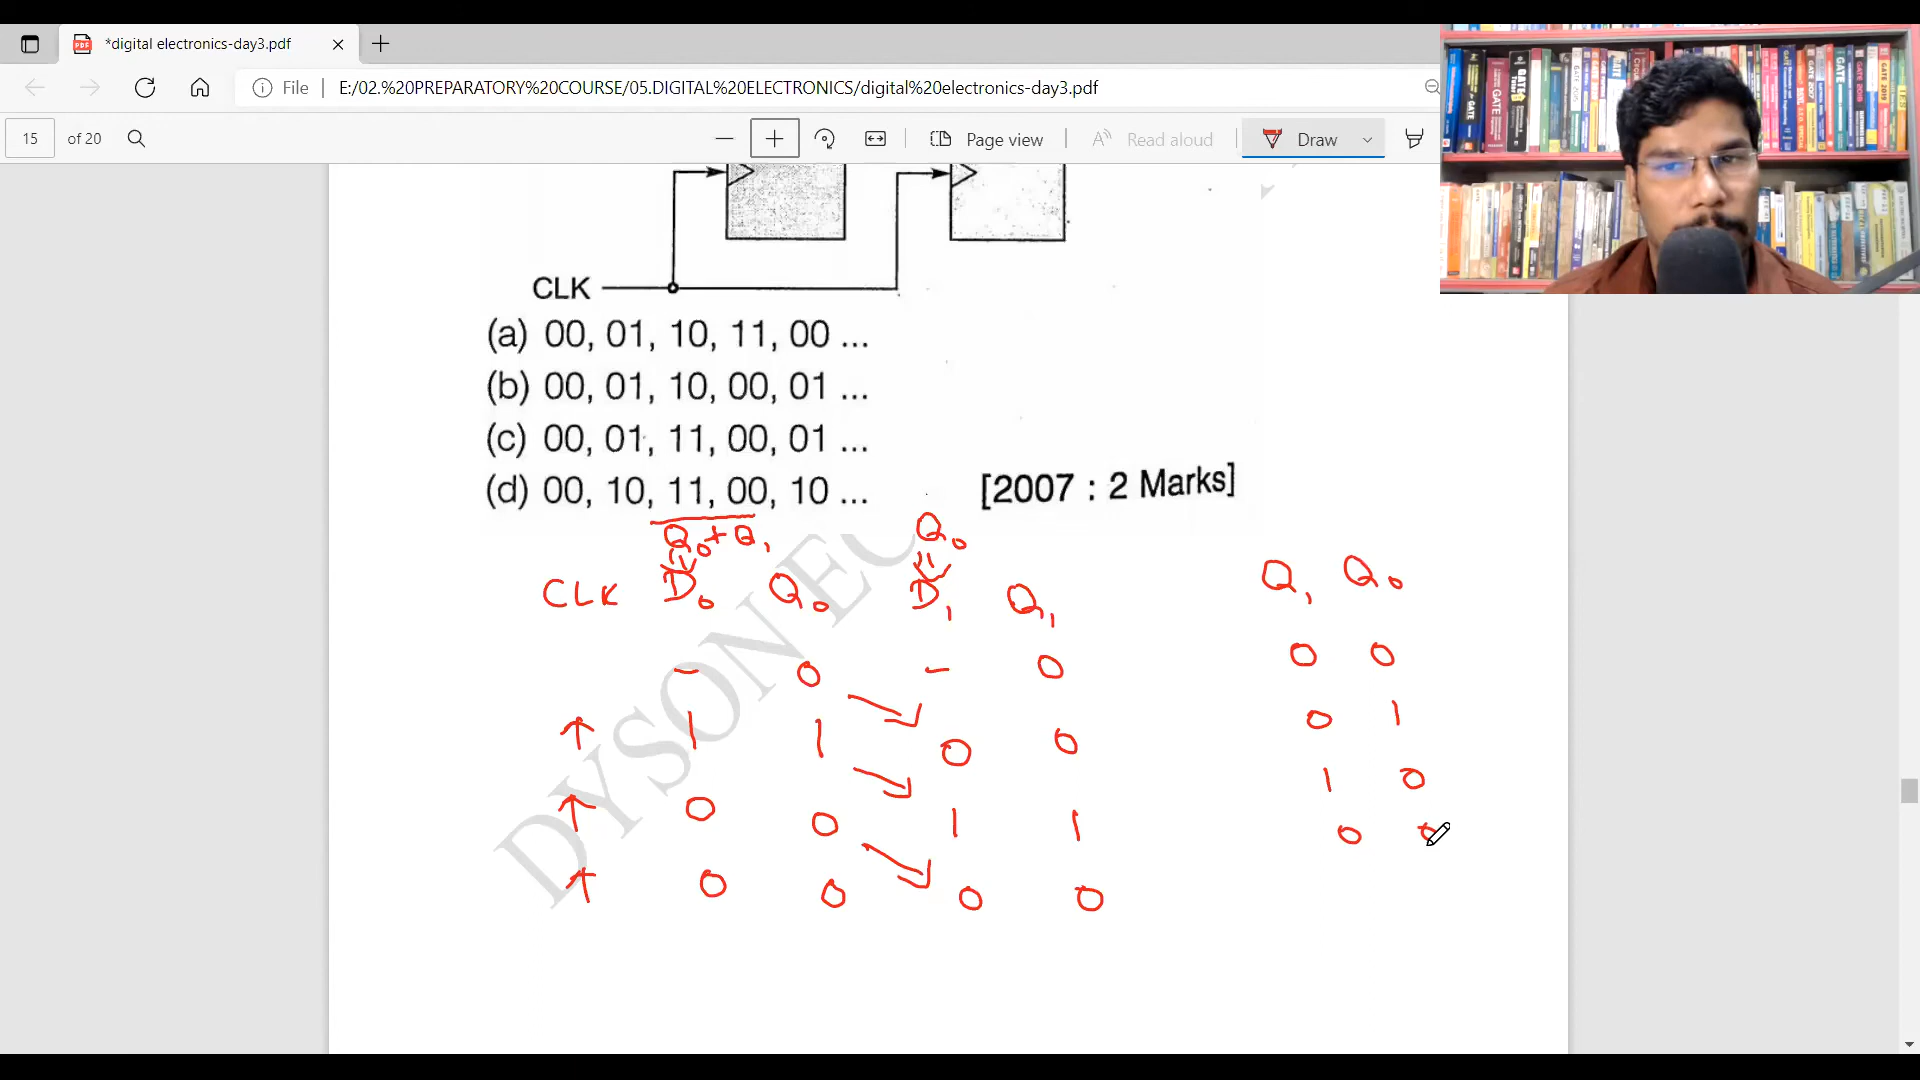 *digital electronics-day3.pdf
File E:/02.%20PREPARATORY%20COURSE/05.DIGITAL%20ELECTRONICS/digital%20electronics-day3.pdf
15 of 20 Page view Read aloud Draw
CLK
(a) 00, 01, 10, 11, 00 ...
(b) 00, 01, 10, 00, 01 ...
(c) 00, 01, 11, 00, 01 ...
(d) 00, 10, 11, 00, 10 ... [2007 : 2 Marks]
Q0+Q1 Q0
CLK D0 Q0 D1 Q1 Q1 Q0
- 0 - 0 0 0
↑ 1 1 0 0 0 1
↑ 0 0 1 1 1 0
↑ 0 0 0 0 0 0
DYSON EC